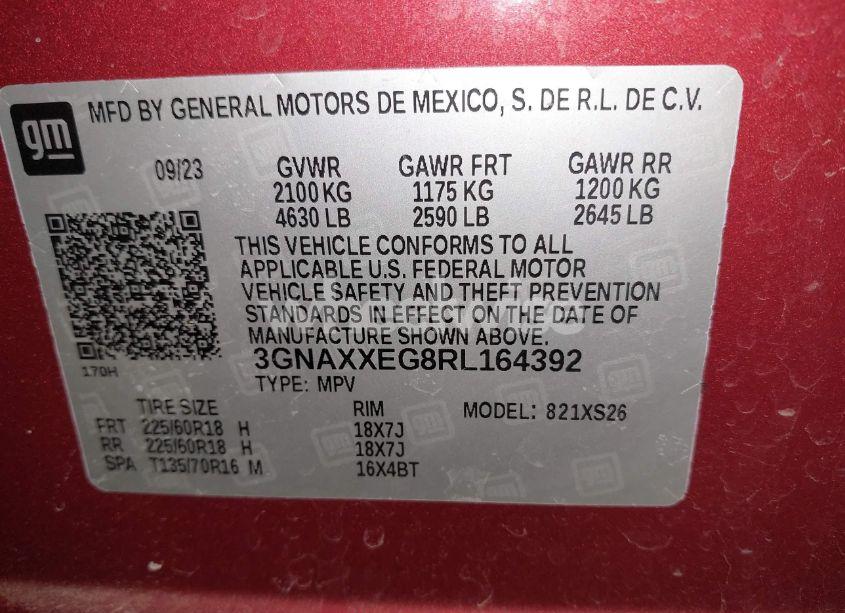 gm MFD BY GENERAL MOTORS DE MEXICO, S. DE R.L. DE C.V.
09/23 GVWR GAWR FRT GAWR RR
2100 KG 1175 KG 1200 KG
4630 LB 2590 LB 2645 LB
THIS VEHICLE CONFORMS TO ALL
APPLICABLE U.S. FEDERAL MOTOR
VEHICLE SAFETY AND THEFT PREVENTION
STANDARDS IN EFFECT ON THE DATE OF
MANUFACTURE SHOWN ABOVE.
3GNAXXEG8RL164392
170H
TYPE: MPV
TIRE SIZE RIM MODEL: 821XS26
FRT 225/60R18 H 18X7J
RR 225/60R18 H 18X7J
SPA T135/70R16 M 16X4BT